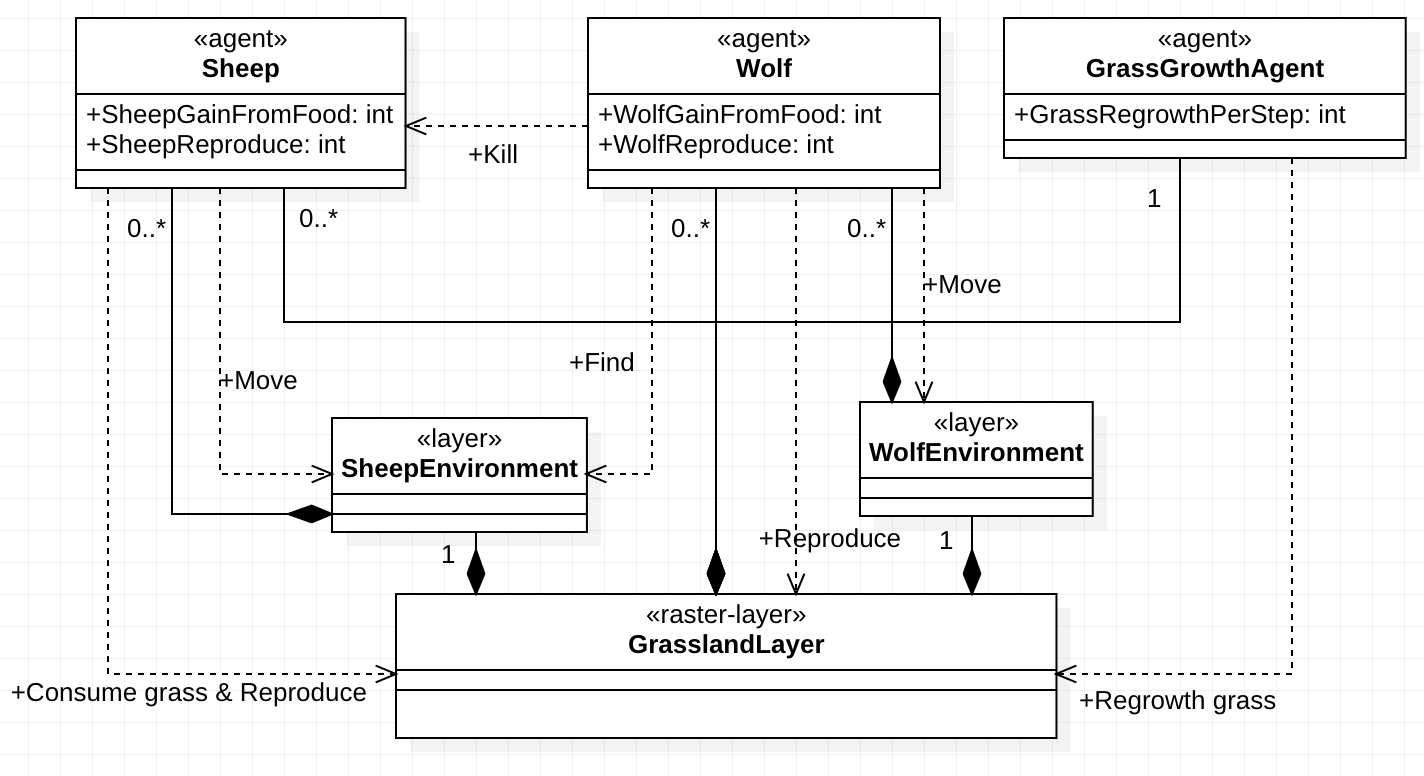 «agent»
Sheep
+SheepGainFromFood: int
+SheepReproduce: int
«agent»
Wolf
+WolfGainFromFood: int
+WolfReproduce: int
«agent»
GrassGrowthAgent
+GrassRegrowthPerStep: int
+Kill
0..*
0..*
0..*
0..*
1
+Move
+Find
+Move
«layer»
SheepEnvironment
«layer»
WolfEnvironment
1
+Reproduce
1
«raster-layer»
GrasslandLayer
+Consume grass & Reproduce
+Regrowth grass